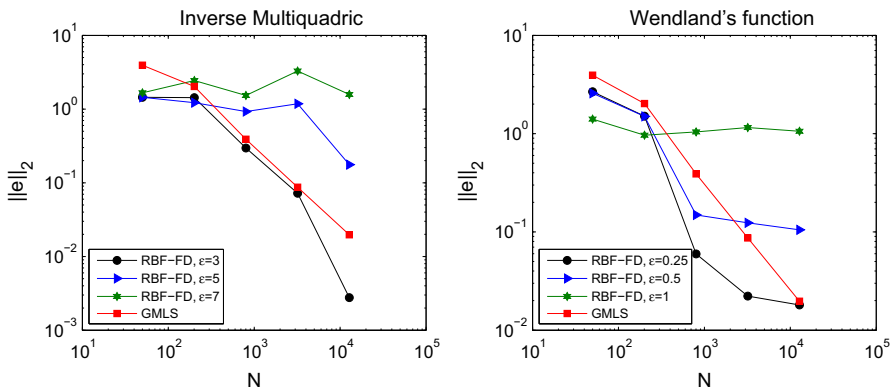 Inverse Multiquadric
10^1
10^0
10^-1
10^-2
10^-3
||e||_2
RBF-FD, ε=3
RBF-FD, ε=5
RBF-FD, ε=7
GMLS
10^1 10^2 10^3 10^4 10^5
N
Wendland's function
10^1
10^0
10^-1
10^-2
||e||_2
RBF-FD, ε=0.25
RBF-FD, ε=0.5
RBF-FD, ε=1
GMLS
10^1 10^2 10^3 10^4 10^5
N